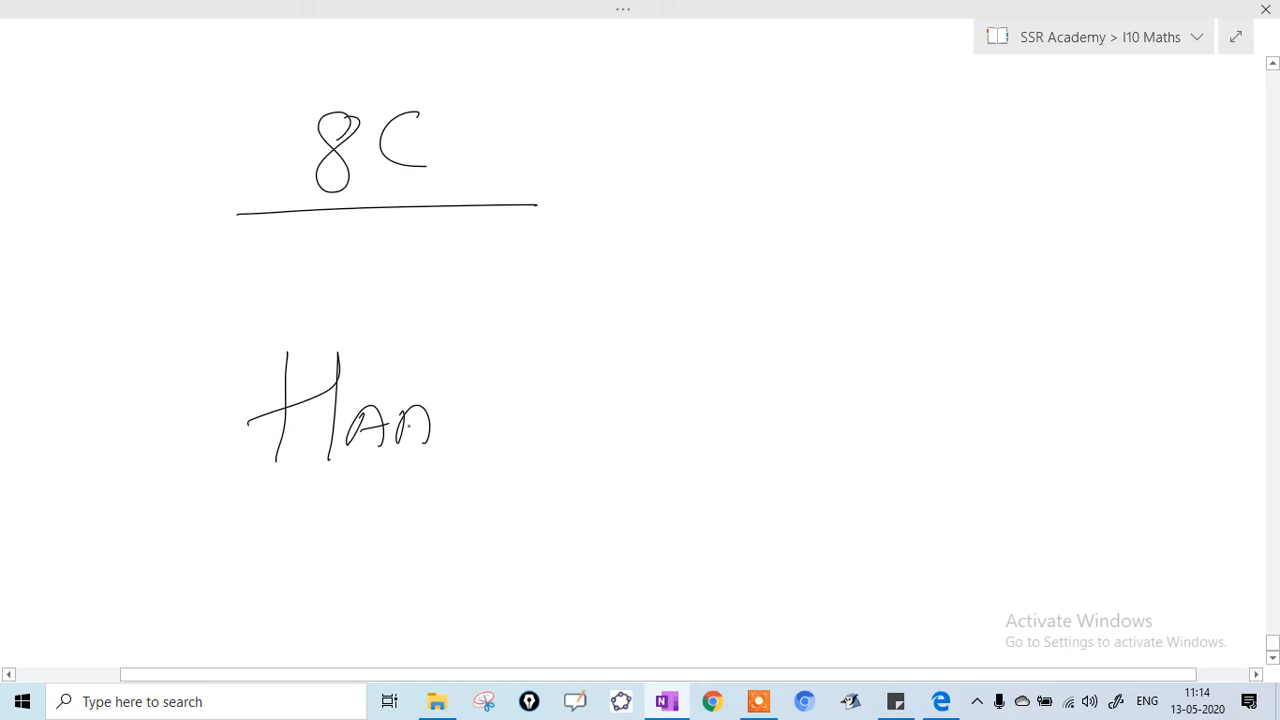 SSR Academy > I10 Maths
8C
Han
Activate Windows
Go to Settings to activate Windows.
Type here to search
ENG
11:14
13-05-2020